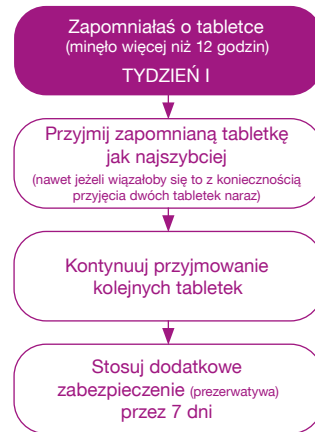 Zapomniałaś o tabletce
(minęło więcej niż 12 godzin)
TYDZIEŃ I
Przyjmij zapomnianą tabletkę
jak najszybciej
(nawet jeżeli wiązałoby się to z koniecznością
przyjęcia dwóch tabletek naraz)
Kontynuuj przyjmowanie
kolejnych tabletek
Stosuj dodatkowe
zabezpieczenie (prezerwatywa)
przez 7 dni